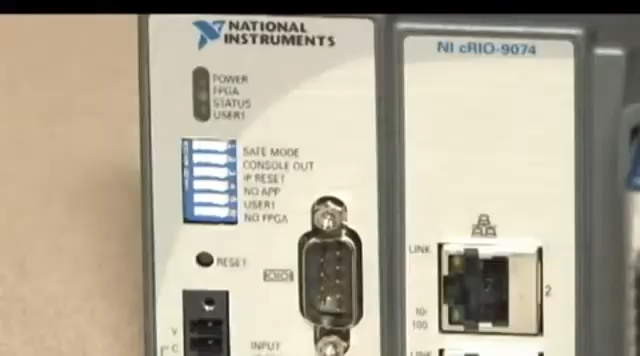 NATIONAL
INSTRUMENTS
NI cRIO-9074
POWER
FPGA
STATUS
USER1
SAFE MODE
CONSOLE OUT
IP RESET
NO APP
USER1
NO FPGA
RESET
LINK
2
10/
100
V
C
INPUT
LINK